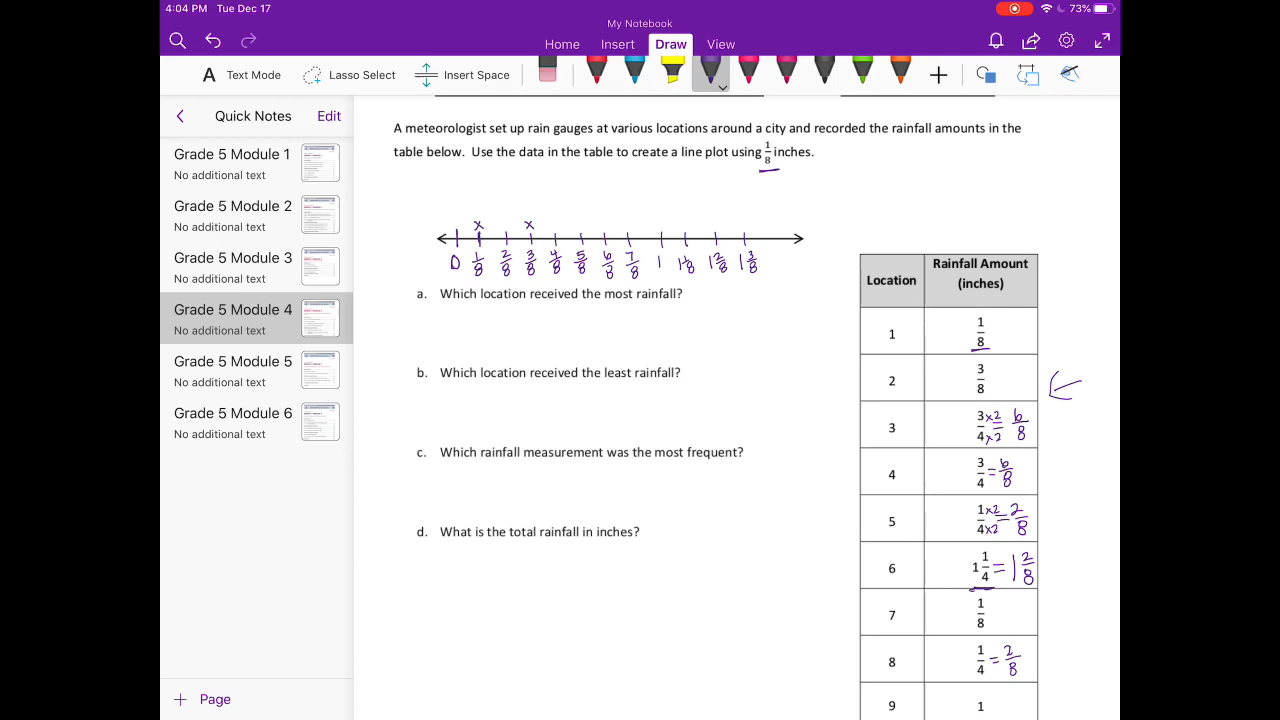 4:04 PM Tue Dec 17
73%
My Notebook
Home Insert Draw View
A Text Mode Lasso Select Insert Space
Quick Notes Edit
Grade 5 Module 1
No additional text
Grade 5 Module 2
No additional text
Grade 5 Module 3
No additional text
Grade 5 Module 4
No additional text
Grade 5 Module 5
No additional text
Grade 5 Module 6
No additional text
+ Page
A meteorologist set up rain gauges at various locations around a city and recorded the rainfall amounts in the
table below. Use the data in the table to create a line plot using 1/8 inches.
x x
0 2/8 3/8 4/8 5/8 6/8 7/8 1 1/8 1 2/8 1 3/8
a. Which location received the most rainfall?
b. Which location received the least rainfall?
c. Which rainfall measurement was the most frequent?
d. What is the total rainfall in inches?
Location Rainfall Amount (inches)
1 1/8
2 3/8
3 3/4 x2 x2 = 6/8
4 3/4 = 6/8
5 1/4 x2 x2 = 2/8
6 1 1/4 = 1 2/8
7 1/8
8 1/4 = 2/8
9 1